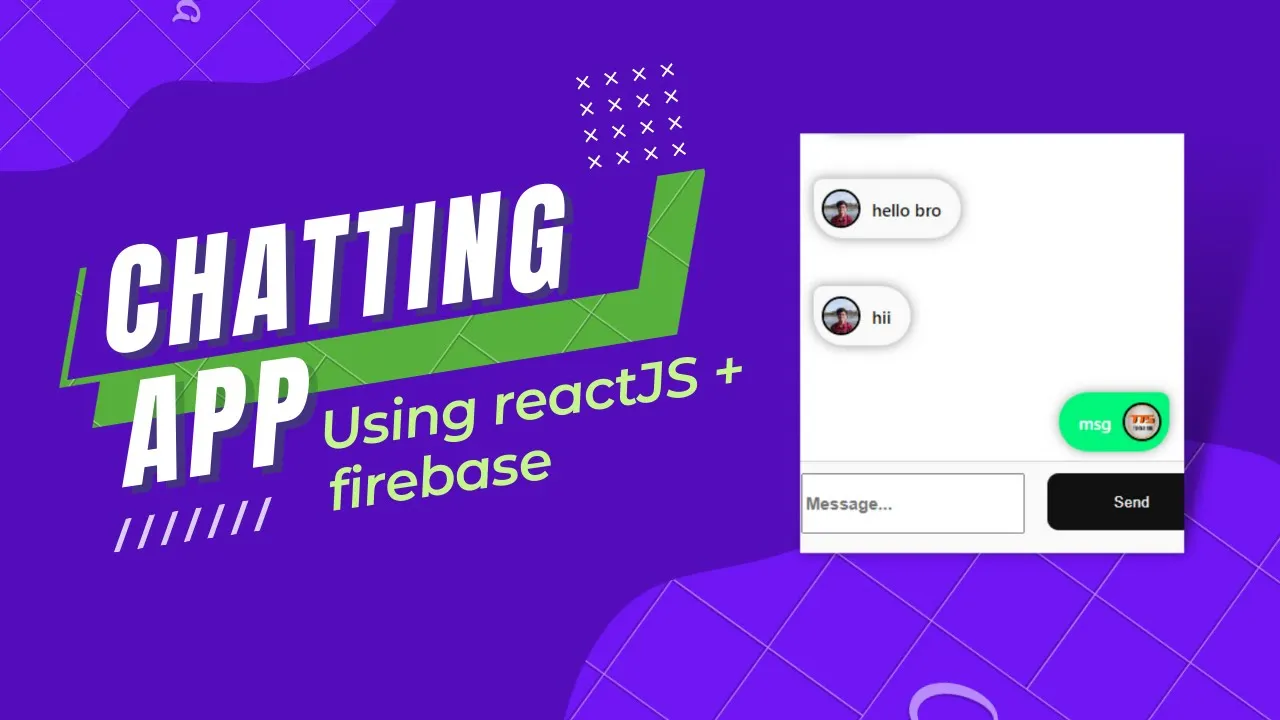 CHATTING
APP
Using reactJS +
firebase
hello bro
hii
msg
Message...
Send